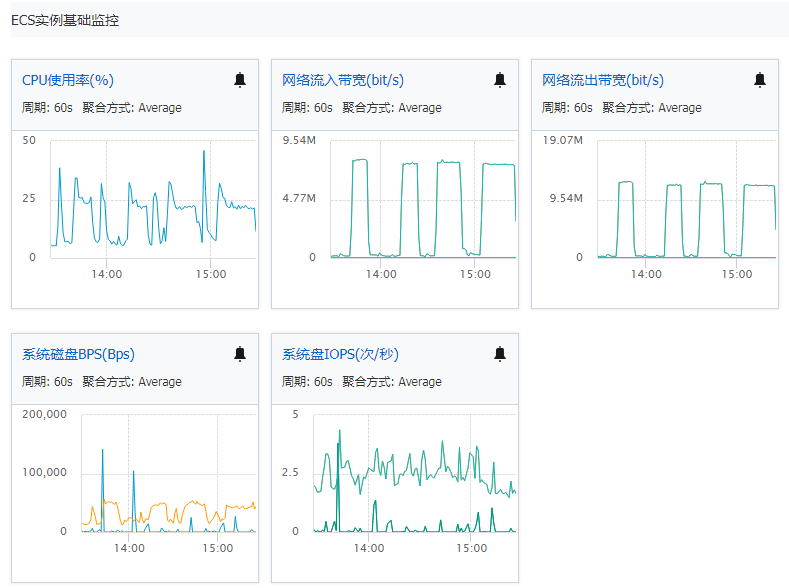 ECS实例基础监控
CPU使用率(%)
周期: 60s 聚合方式: Average
50
25
0
14:00 15:00
网络流入带宽(bit/s)
周期: 60s 聚合方式: Average
9.54M
4.77M
0
14:00 15:00
网络流出带宽(bit/s)
周期: 60s 聚合方式: Average
19.07M
9.54M
0
14:00 15:00
系统磁盘BPS(Bps)
周期: 60s 聚合方式: Average
200,000
100,000
0
14:00 15:00
系统盘IOPS(次/秒)
周期: 60s 聚合方式: Average
5
2.5
0
14:00 15:00